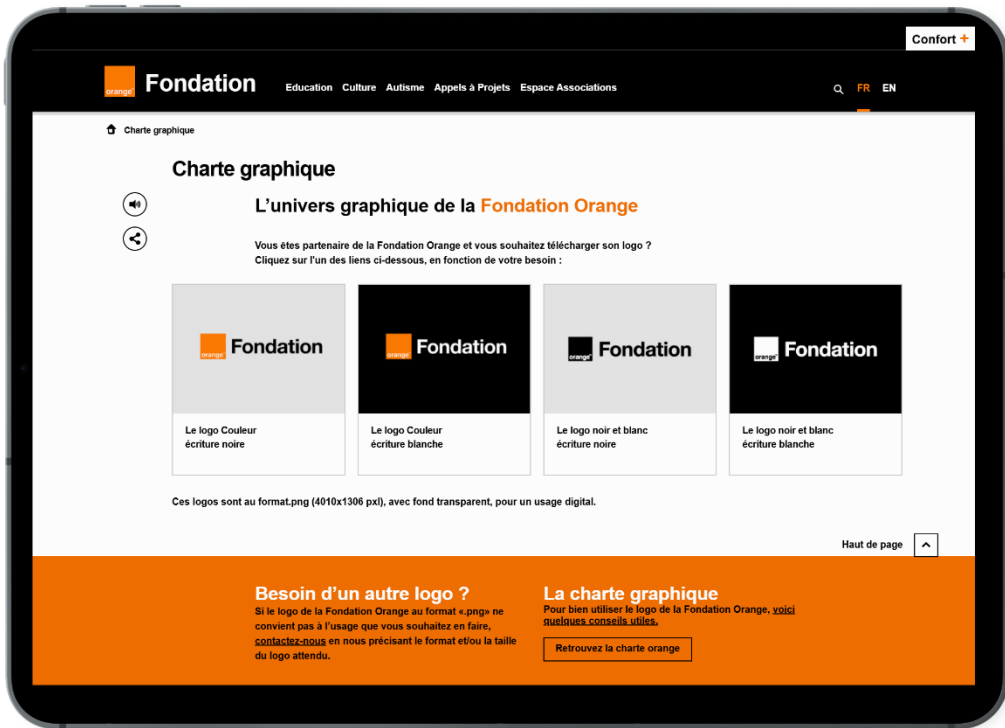 Confort +
orange™ Fondation
Education Culture Autisme Appels à Projets Espace Associations
FR EN
Charte graphique
Charte graphique
L'univers graphique de la Fondation Orange
Vous êtes partenaire de la Fondation Orange et vous souhaitez télécharger son logo ?
Cliquez sur l'un des liens ci-dessous, en fonction de votre besoin :
orange™ Fondation
Le logo Couleur
écriture noire
orange™ Fondation
Le logo Couleur
écriture blanche
orange™ Fondation
Le logo noir et blanc
écriture noire
orange™ Fondation
Le logo noir et blanc
écriture blanche
Ces logos sont au format.png (4010x1306 pxl), avec fond transparent, pour un usage digital.
Haut de page
Besoin d'un autre logo ?
Si le logo de la Fondation Orange au format «.png» ne
convient pas à l'usage que vous souhaitez en faire,
contactez-nous en nous précisant le format et/ou la taille
du logo attendu.
La charte graphique
Pour bien utiliser le logo de la Fondation Orange, voici
quelques conseils utiles.
Retrouvez la charte orange